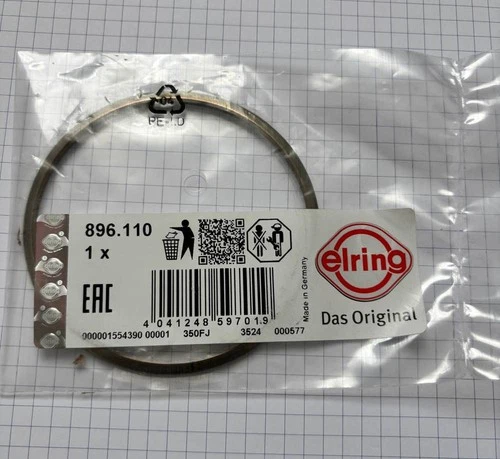 04
PE-LD
896.110
1 x
EAC
4 041248 597019
000001554390 00001 350FJ 3524 000577
Made in Germany
elring
Das Original